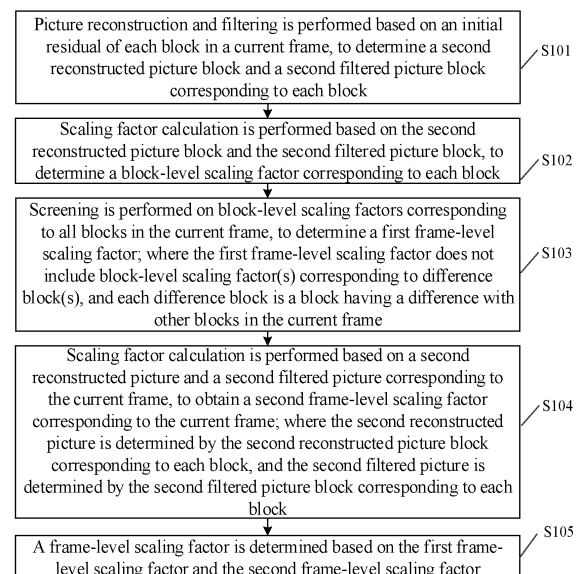 Picture reconstruction and filtering is performed based on an initial
residual of each block in a current frame, to determine a second
reconstructed picture block and a second filtered picture block
corresponding to each block
S101
Scaling factor calculation is performed based on the second
reconstructed picture block and the second filtered picture block, to
determine a block-level scaling factor corresponding to each block
S102
Screening is performed on block-level scaling factors corresponding
to all blocks in the current frame, to determine a first frame-level
scaling factor; where the first frame-level scaling factor does not
include block-level scaling factor(s) corresponding to difference
block(s), and each difference block is a block having a difference with
other blocks in the current frame
S103
Scaling factor calculation is performed based on a second
reconstructed picture and a second filtered picture corresponding to
the current frame, to obtain a second frame-level scaling factor
corresponding to the current frame; where the second reconstructed
picture is determined by the second reconstructed picture block
corresponding to each block, and the second filtered picture is
determined by the second filtered picture block corresponding to each
block
S104
A frame-level scaling factor is determined based on the first frame-
level scaling factor and the second frame-level scaling factor
S105